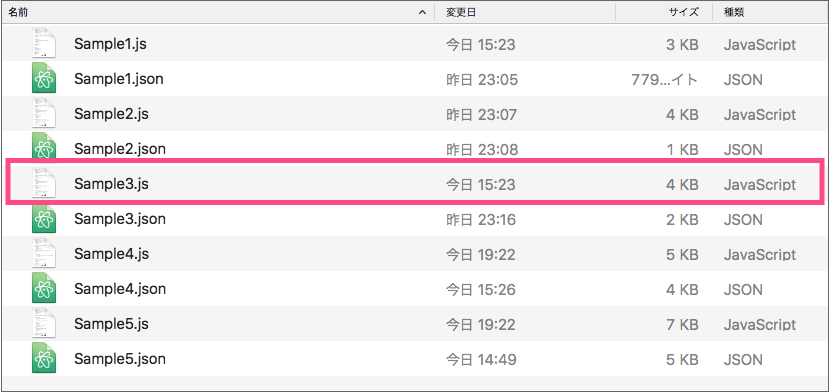 名前 変更日 サイズ 種類
Sample1.js 今日 15:23 3 KB JavaScript
Sample1.json 昨日 23:05 779...イト JSON
Sample2.js 昨日 23:07 4 KB JavaScript
Sample2.json 昨日 23:08 1 KB JSON
Sample3.js 今日 15:23 4 KB JavaScript
Sample3.json 昨日 23:16 2 KB JSON
Sample4.js 今日 19:22 5 KB JavaScript
Sample4.json 今日 15:26 4 KB JSON
Sample5.js 今日 19:22 7 KB JavaScript
Sample5.json 今日 14:49 5 KB JSON